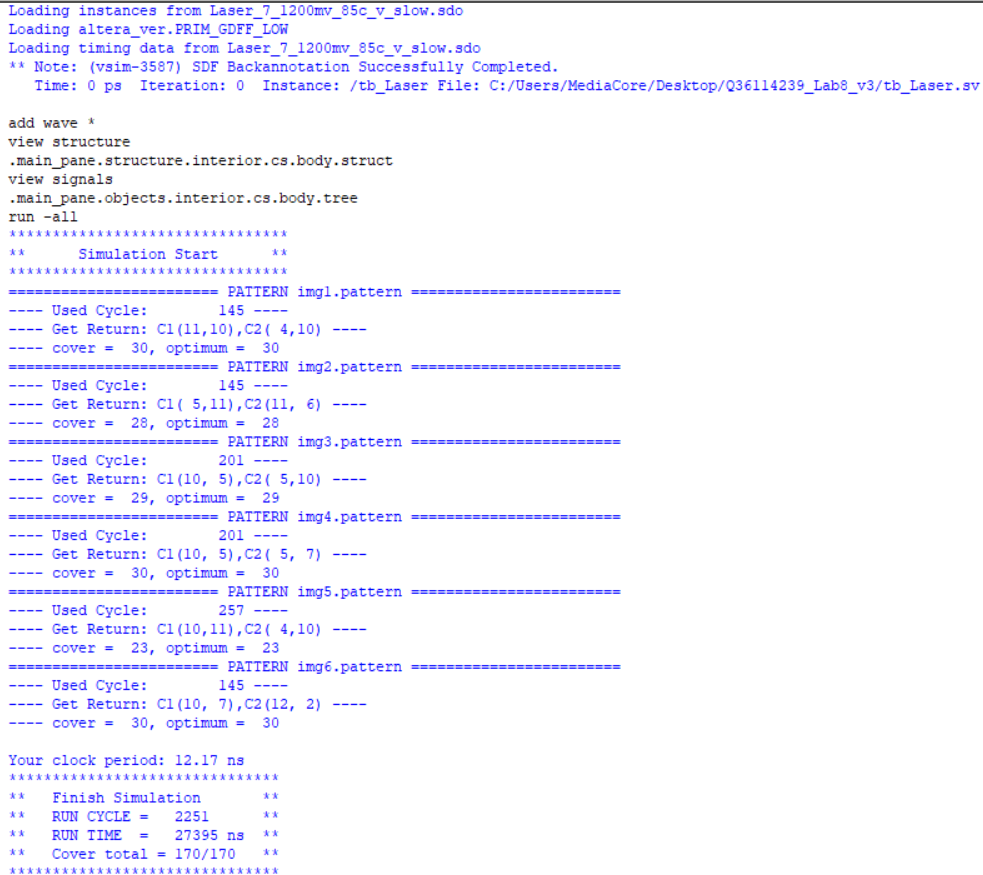 Loading instances from Laser_7_1200mv_85c_v_slow.sdo
Loading altera_ver.PRIM_GDFF_LOW
Loading timing data from Laser_7_1200mv_85c_v_slow.sdo
** Note: (vsim-3587) SDF Backannotation Successfully Completed.
   Time: 0 ps  Iteration: 0  Instance: /tb_Laser File: C:/Users/MediaCore/Desktop/Q36114239_Lab8_v3/tb_Laser.sv
add wave *
view structure
.main_pane.structure.interior.cs.body.struct
view signals
.main_pane.objects.interior.cs.body.tree
run -all
********************************
**      Simulation Start      **
********************************
======================== PATTERN img1.pattern ========================
---- Used Cycle:        145 ----
---- Get Return: C1(11,10),C2( 4,10) ----
---- cover =  30, optimum =  30
======================== PATTERN img2.pattern ========================
---- Used Cycle:        145 ----
---- Get Return: C1( 5,11),C2(11, 6) ----
---- cover =  28, optimum =  28
======================== PATTERN img3.pattern ========================
---- Used Cycle:        201 ----
---- Get Return: C1(10, 5),C2( 5,10) ----
---- cover =  29, optimum =  29
======================== PATTERN img4.pattern ========================
---- Used Cycle:        201 ----
---- Get Return: C1(10, 5),C2( 5, 7) ----
---- cover =  30, optimum =  30
======================== PATTERN img5.pattern ========================
---- Used Cycle:        257 ----
---- Get Return: C1(10,11),C2( 4,10) ----
---- cover =  23, optimum =  23
======================== PATTERN img6.pattern ========================
---- Used Cycle:        145 ----
---- Get Return: C1(10, 7),C2(12, 2) ----
---- cover =  30, optimum =  30
Your clock period: 12.17 ns
*******************************
**   Finish Simulation       **
**   RUN CYCLE =   2251      **
**   RUN TIME  =   27395 ns  **
**   Cover total = 170/170   **
*******************************